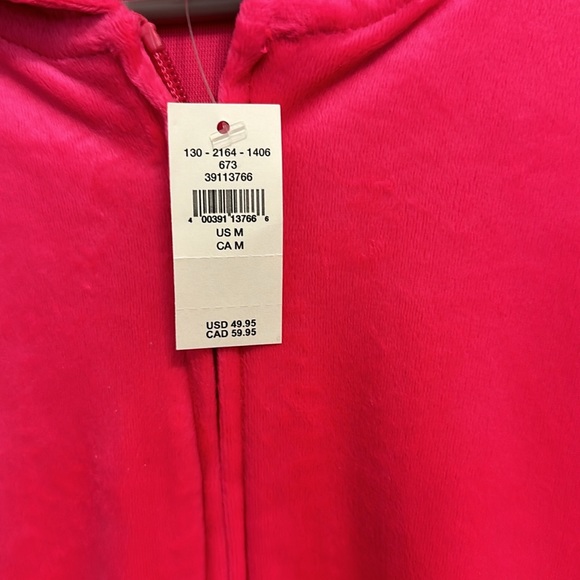 130 - 2164 - 1406
673
39113766
4 00391 13766 6
US M
CA M
USD 49.95
CAD 59.95